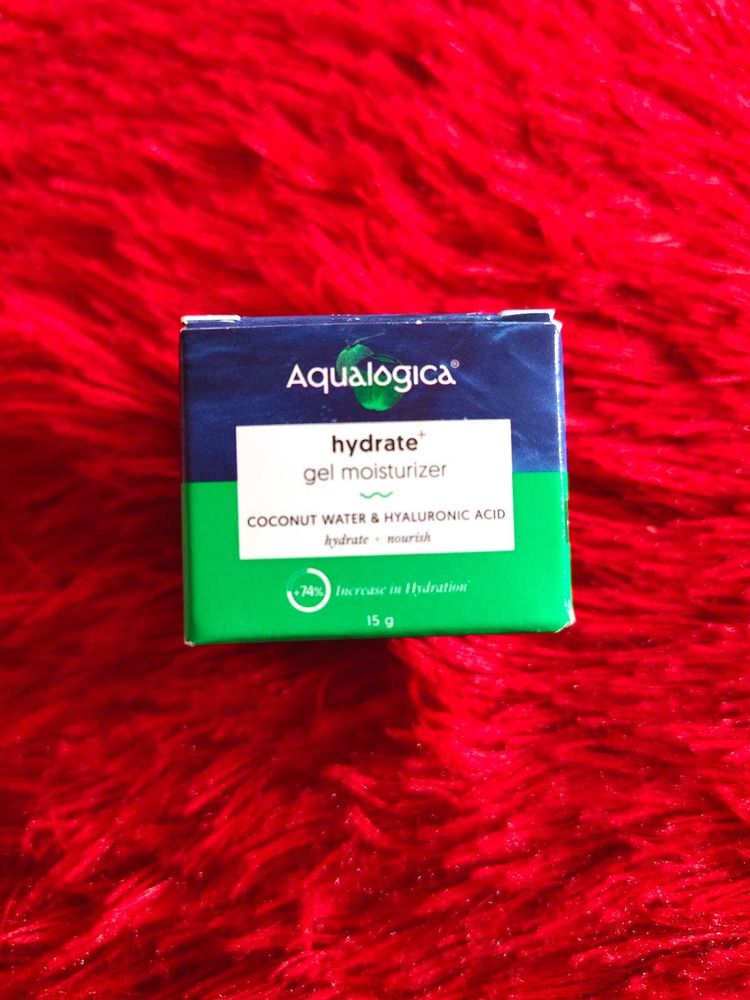 Aqualogica®
hydrate+
gel moisturizer
COCONUT WATER & HYALURONIC ACID
hydrate • nourish
+74% Increase in Hydration*
15 g